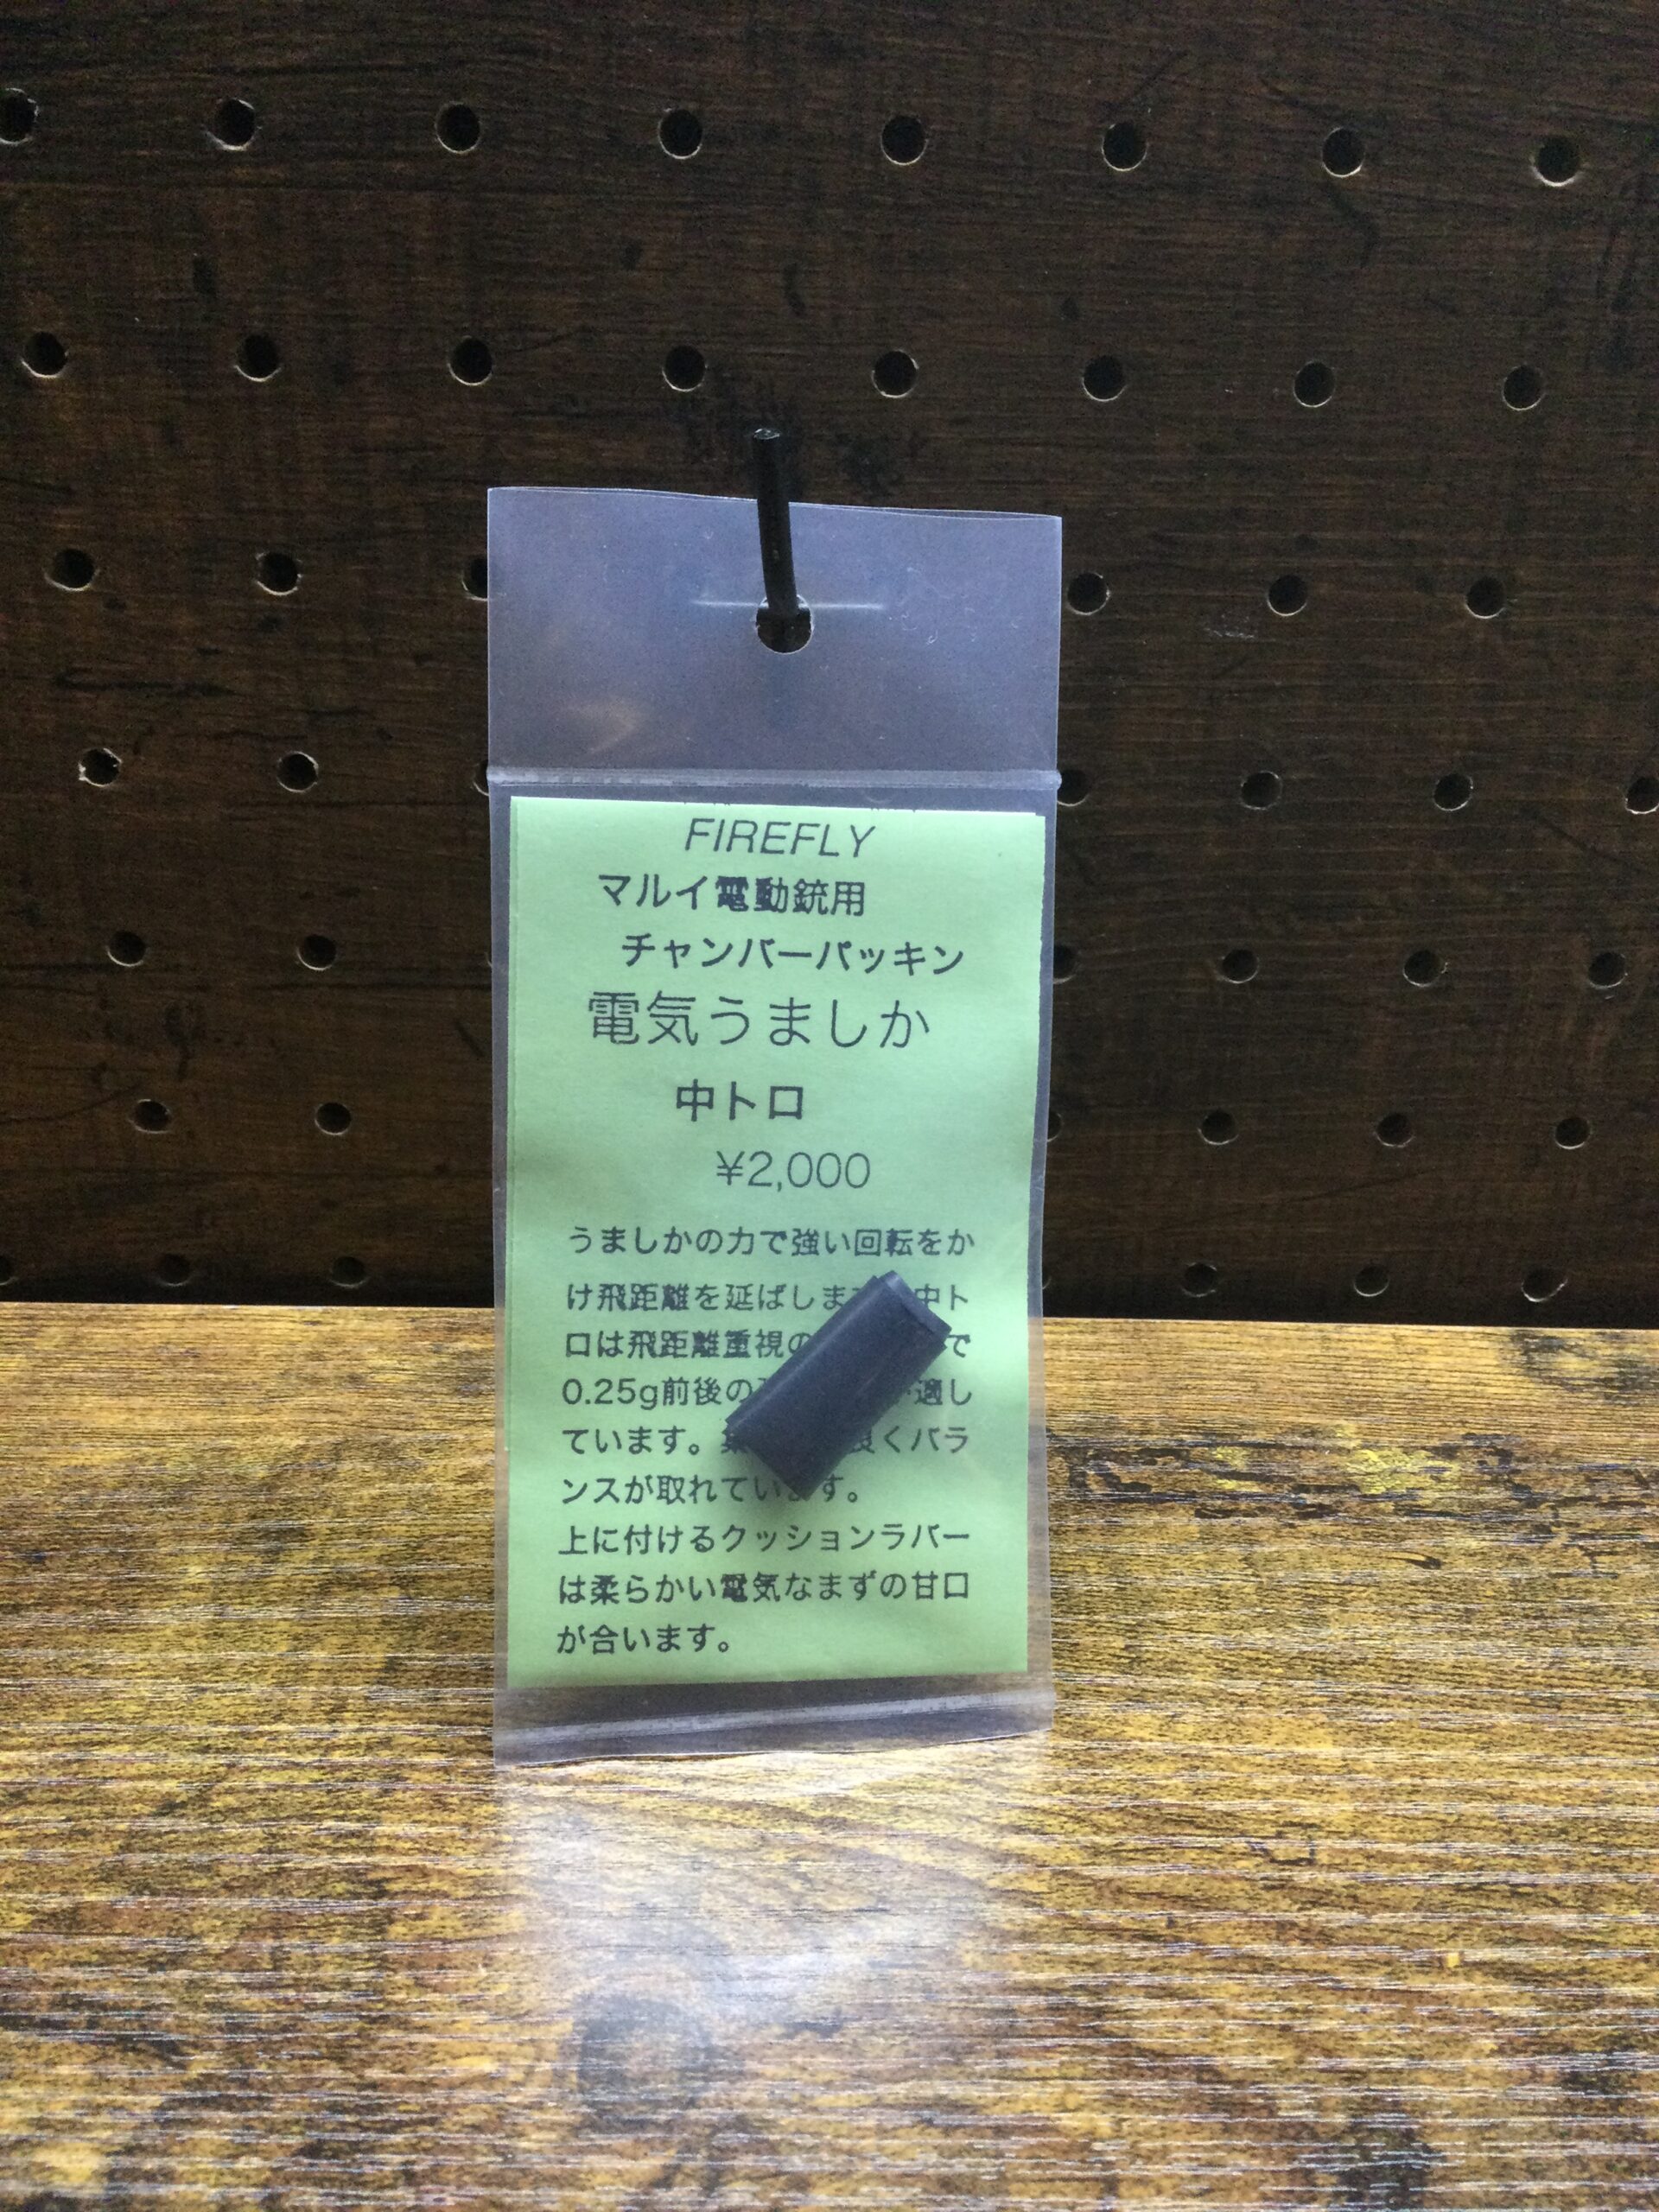 FIREFLY
マルイ電動銃用
チャンバーパッキン
電気うましか
中トロ
¥2,000
うましかの力で強い回転をか
け飛距離を延ばしま 中ト
ロは飛距離重視の で
0.25g前後の 適し
ています。 良くバラ
ンスが取れています。
上に付けるクッションラバー
は柔らかい電気なまずの甘口
が合います。